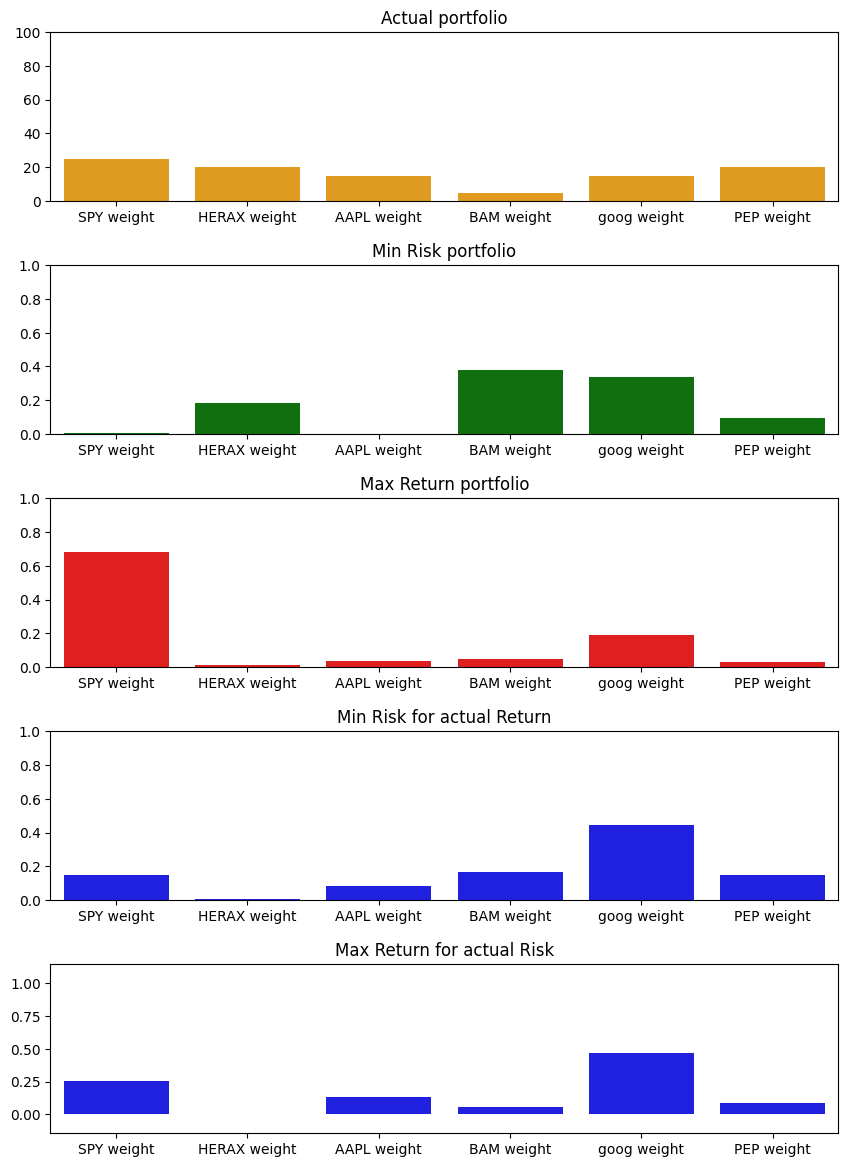 Actual portfolio
100
80
60
40
20
0
SPY weight HERAX weight AAPL weight BAM weight goog weight PEP weight
Min Risk portfolio
1.0
0.8
0.6
0.4
0.2
0.0
SPY weight HERAX weight AAPL weight BAM weight goog weight PEP weight
Max Return portfolio
1.0
0.8
0.6
0.4
0.2
0.0
SPY weight HERAX weight AAPL weight BAM weight goog weight PEP weight
Min Risk for actual Return
1.0
0.8
0.6
0.4
0.2
0.0
SPY weight HERAX weight AAPL weight BAM weight goog weight PEP weight
Max Return for actual Risk
1.00
0.75
0.50
0.25
0.00
SPY weight HERAX weight AAPL weight BAM weight goog weight PEP weight